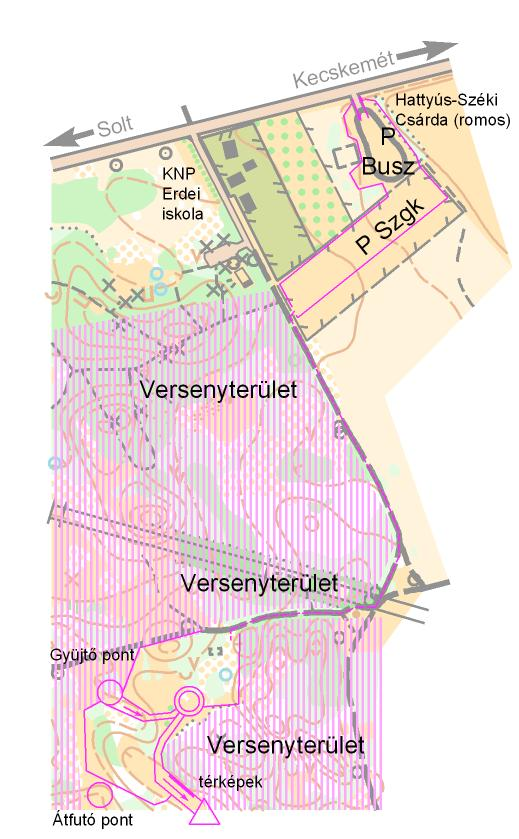 Kecskemét
Solt
Hattyús-Széki
Csárda (romos)
P
Busz
KNP
Erdei
iskola
P Szgk
Versenyterület
Versenyterület
Gyüjtő pont
Versenyterület
térképek
Átfutó pont